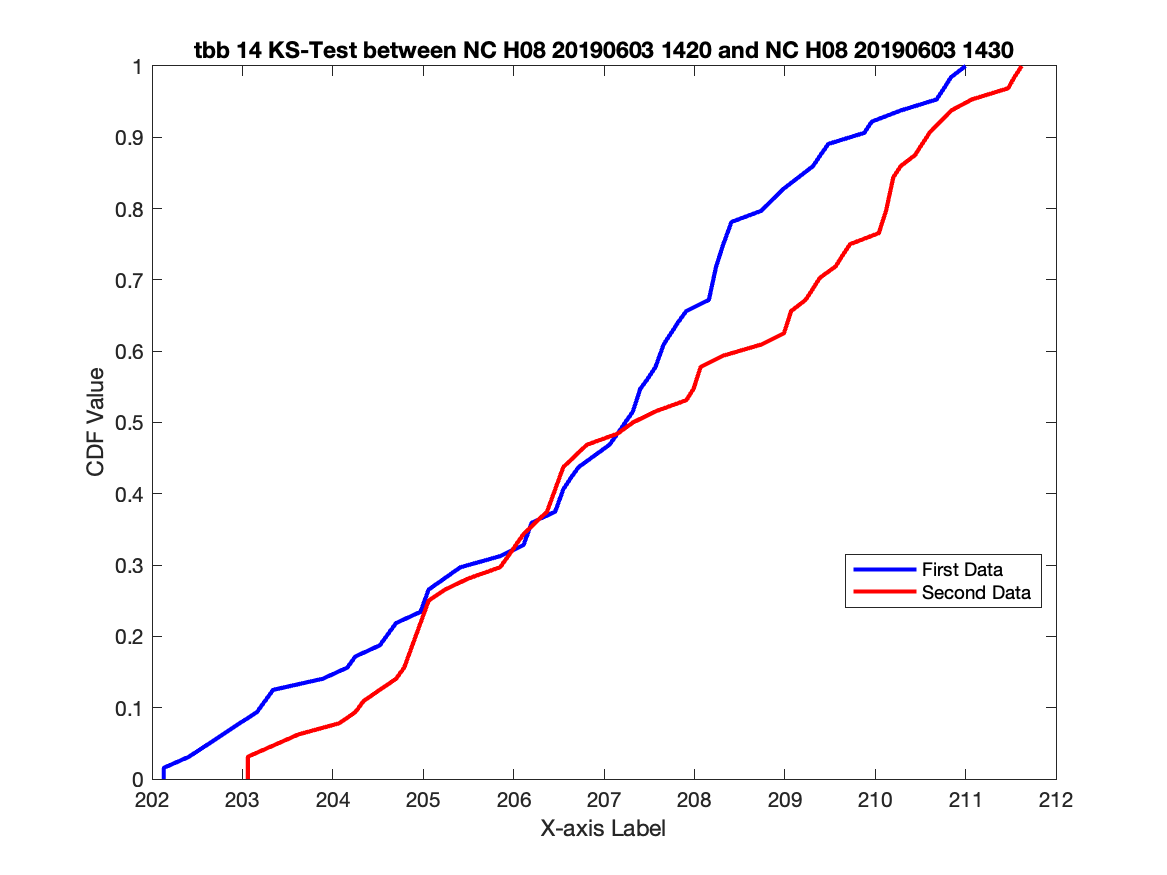 tbb 14 KS-Test between NC H08 20190603 1420 and NC H08 20190603 1430
1
0.9
0.8
0.7
0.6
0.5
0.4
0.3
0.2
0.1
0
CDF Value
First Data
Second Data
202 203 204 205 206 207 208 209 210 211 212
X-axis Label